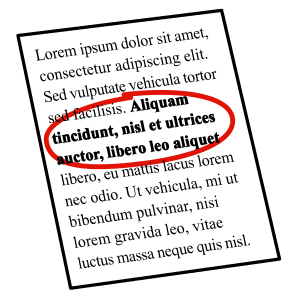 Lorem ipsum dolor sit amet,
consectetur adipiscing elit.
Sed vulputate vehicula tortor
sed facilisis. Aliquam
tincidunt, nisl et ultrices
auctor, libero leo aliquet
libero, eu mattis lacus lorem
nec odio. Ut vehicula, mi ut
bibendum pulvinar, nisi
lorem gravida leo, vitae
luctus massa neque quis nisl.